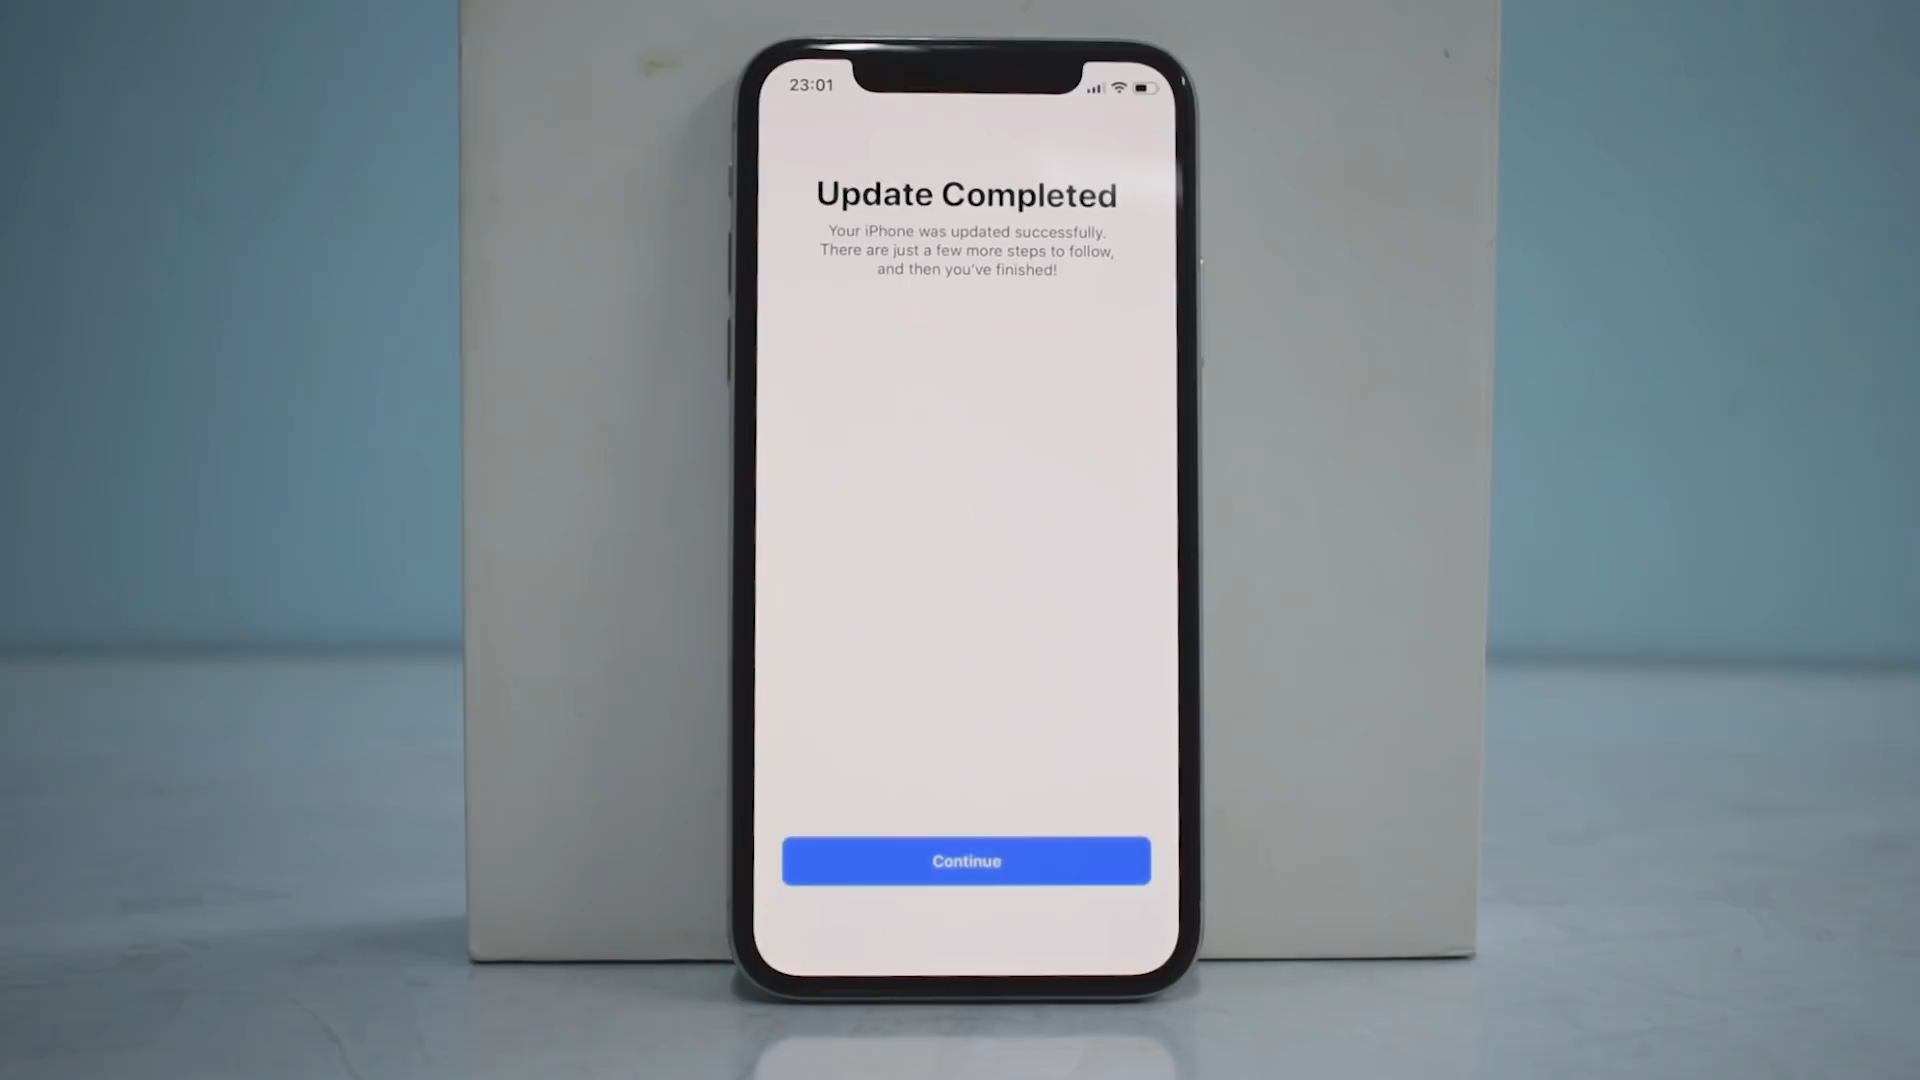 23:01
Update Completed
Your iPhone was updated successfully.
There are just a few more steps to follow,
and then you've finished!
Continue